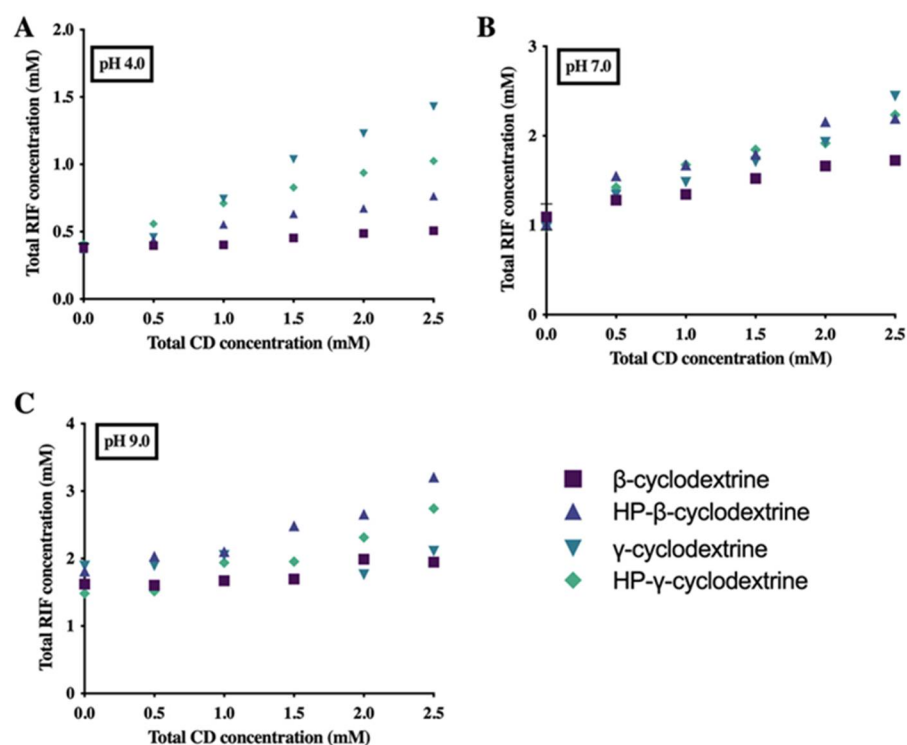 A
pH 4.0
Total RIF concentration (mM)
2.0
1.5
1.0
0.5
0.0
0.0 0.5 1.0 1.5 2.0 2.5
Total CD concentration (mM)
B
pH 7.0
Total RIF concentration (mM)
3
2
1
0
0.0 0.5 1.0 1.5 2.0 2.5
Total CD concentration (mM)
C
pH 9.0
Total RIF concentration (mM)
4
3
2
1
0
0.0 0.5 1.0 1.5 2.0 2.5
Total CD concentration (mM)
β-cyclodextrine
HP-β-cyclodextrine
γ-cyclodextrine
HP-γ-cyclodextrine